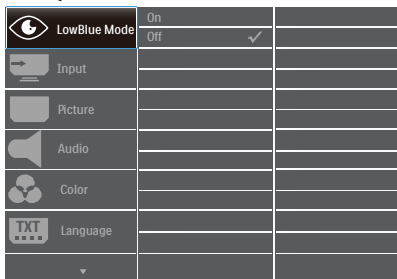 LowBlue Mode
On
Off
Input
Picture
Audio
Color
TXT
Language